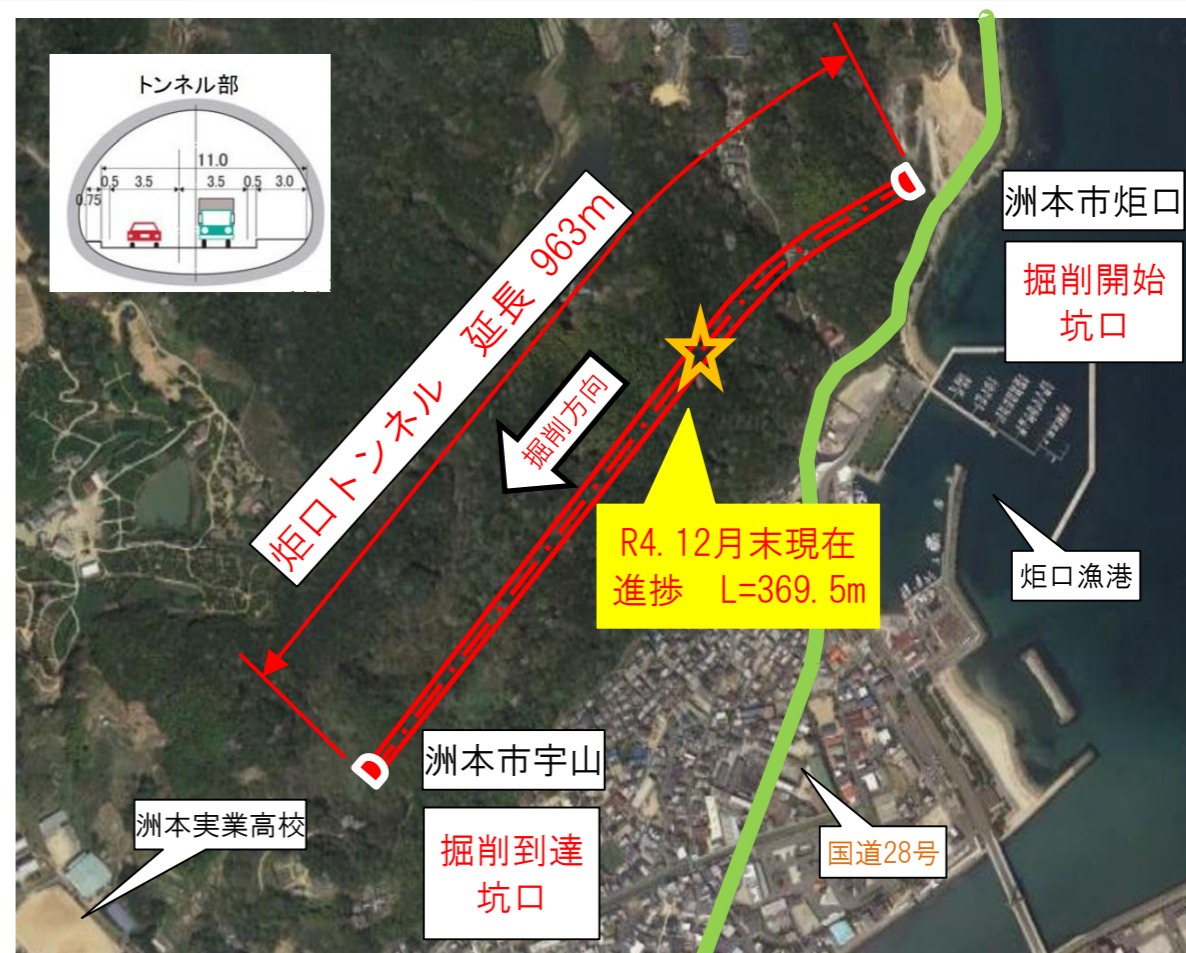 トンネル部
11.0
0.5 3.5 3.5 0.5 3.0
0.75
洲本市炬口
掘削開始
坑口
炬口トンネル 延長 963m
掘削方向
R4.12月末現在
進捗 L=369.5m
炬口漁港
洲本市宇山
掘削到達
坑口
洲本実業高校
国道28号